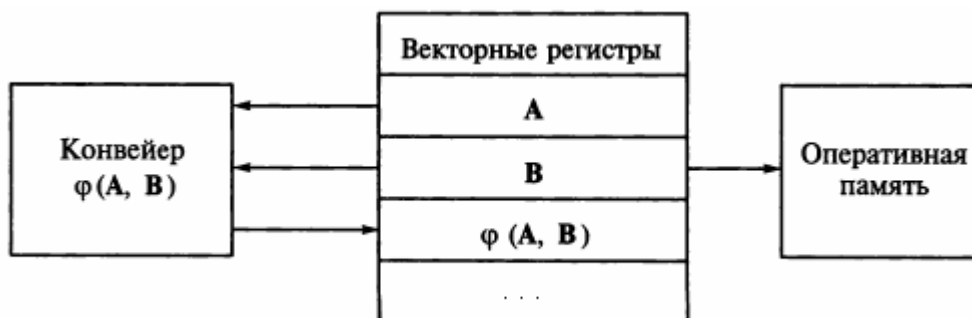 Векторные регистры
A
B
φ (A, B)
. . .
Конвейер
φ (A, B)
Оперативная
память